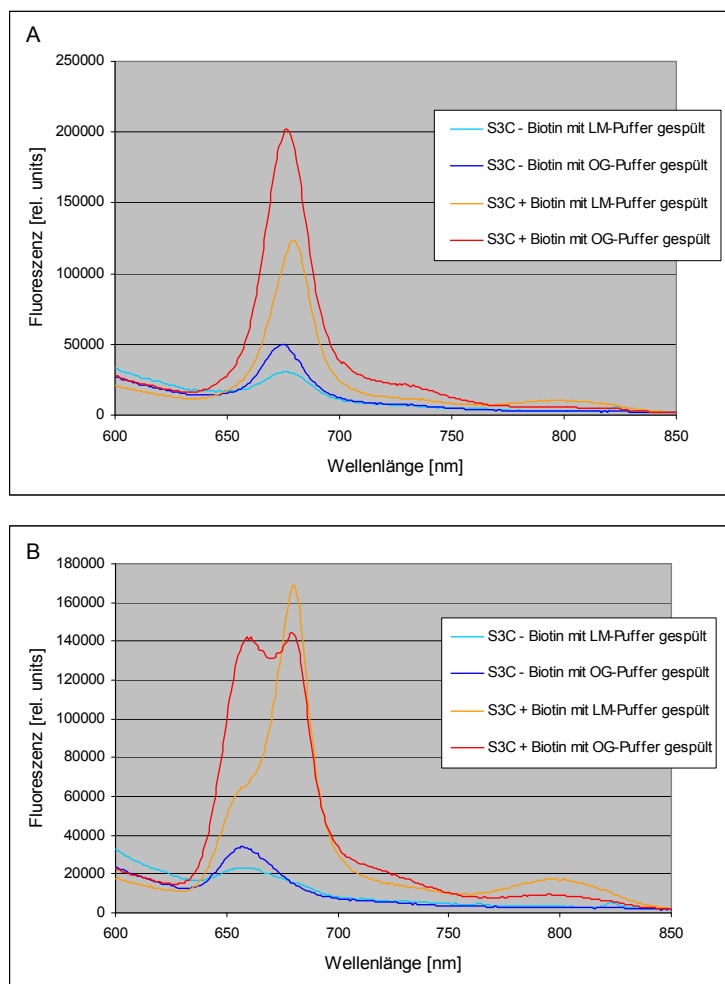 A
250000
200000
150000
100000
50000
0
Fluoreszenz [rel. units]
600 650 700 750 800 850
Wellenlänge [nm]
S3C - Biotin mit LM-Puffer gespült
S3C - Biotin mit OG-Puffer gespült
S3C + Biotin mit LM-Puffer gespült
S3C + Biotin mit OG-Puffer gespült
B
180000
160000
140000
120000
100000
80000
60000
40000
20000
0
Fluoreszenz [rel. units]
600 650 700 750 800 850
Wellenlänge [nm]
S3C - Biotin mit LM-Puffer gespült
S3C - Biotin mit OG-Puffer gespült
S3C + Biotin mit LM-Puffer gespült
S3C + Biotin mit OG-Puffer gespült